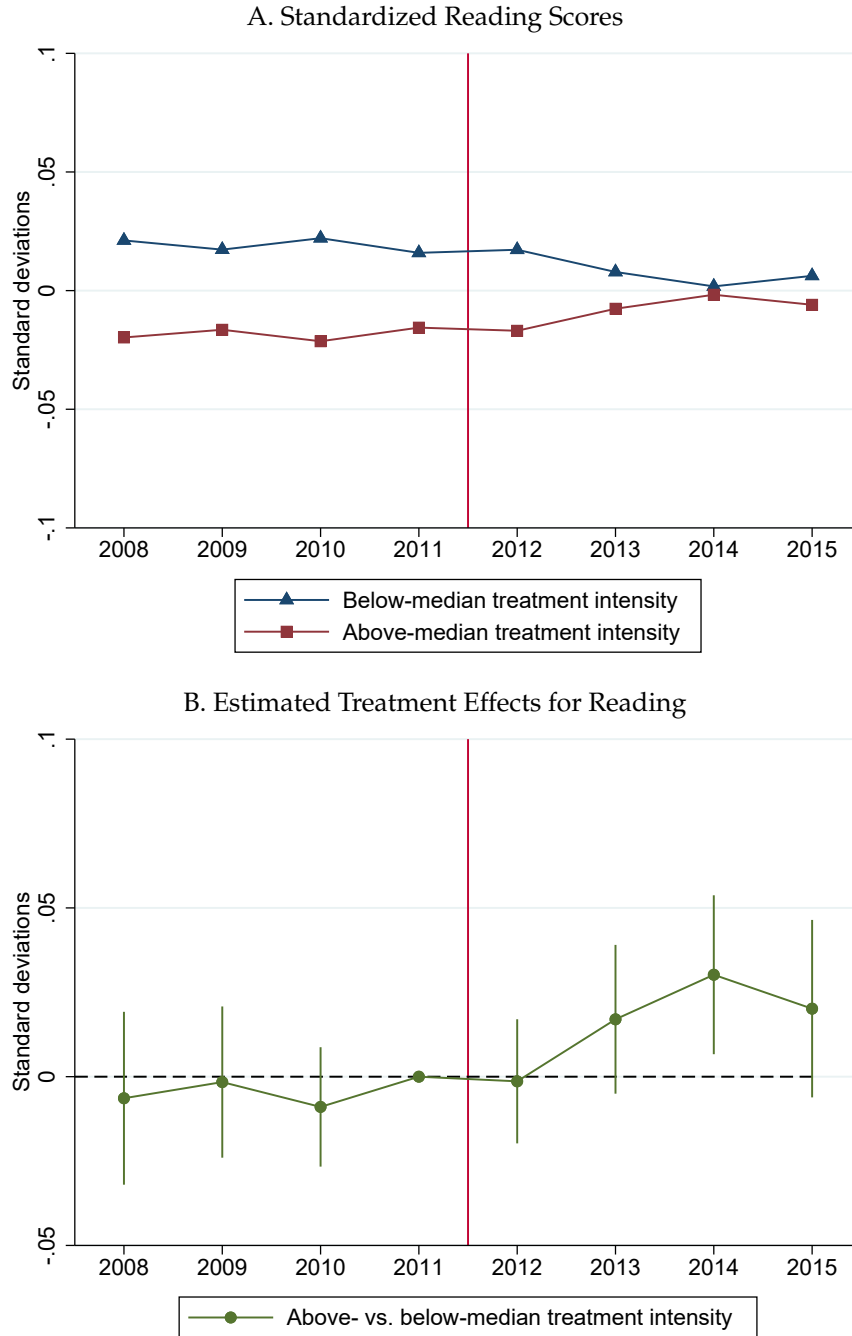 A. Standardized Reading Scores
Standard deviations
.1
.05
0
-.05
-.1
2008 2009 2010 2011 2012 2013 2014 2015
Below-median treatment intensity
Above-median treatment intensity
B. Estimated Treatment Effects for Reading
Standard deviations
.1
.05
0
-.05
2008 2009 2010 2011 2012 2013 2014 2015
Above- vs. below-median treatment intensity